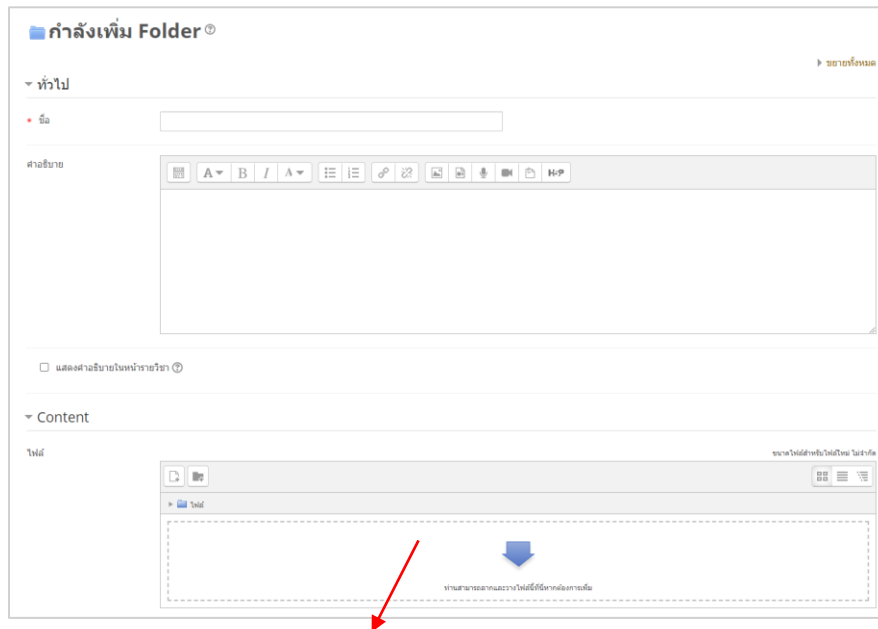 กำลังเพิ่ม Folder
ขยายทั้งหมด
ทั่วไป
ชื่อ
คำอธิบาย
A B I A H-P
แสดงคำอธิบายในหน้ารายวิชา
Content
ไฟล์
ขนาดไฟล์สำหรับไฟล์ใหม่ ไม่จำกัด
ไฟล์
ท่านสามารถลากและวางไฟล์นี้ที่นี่หากต้องการเพิ่ม